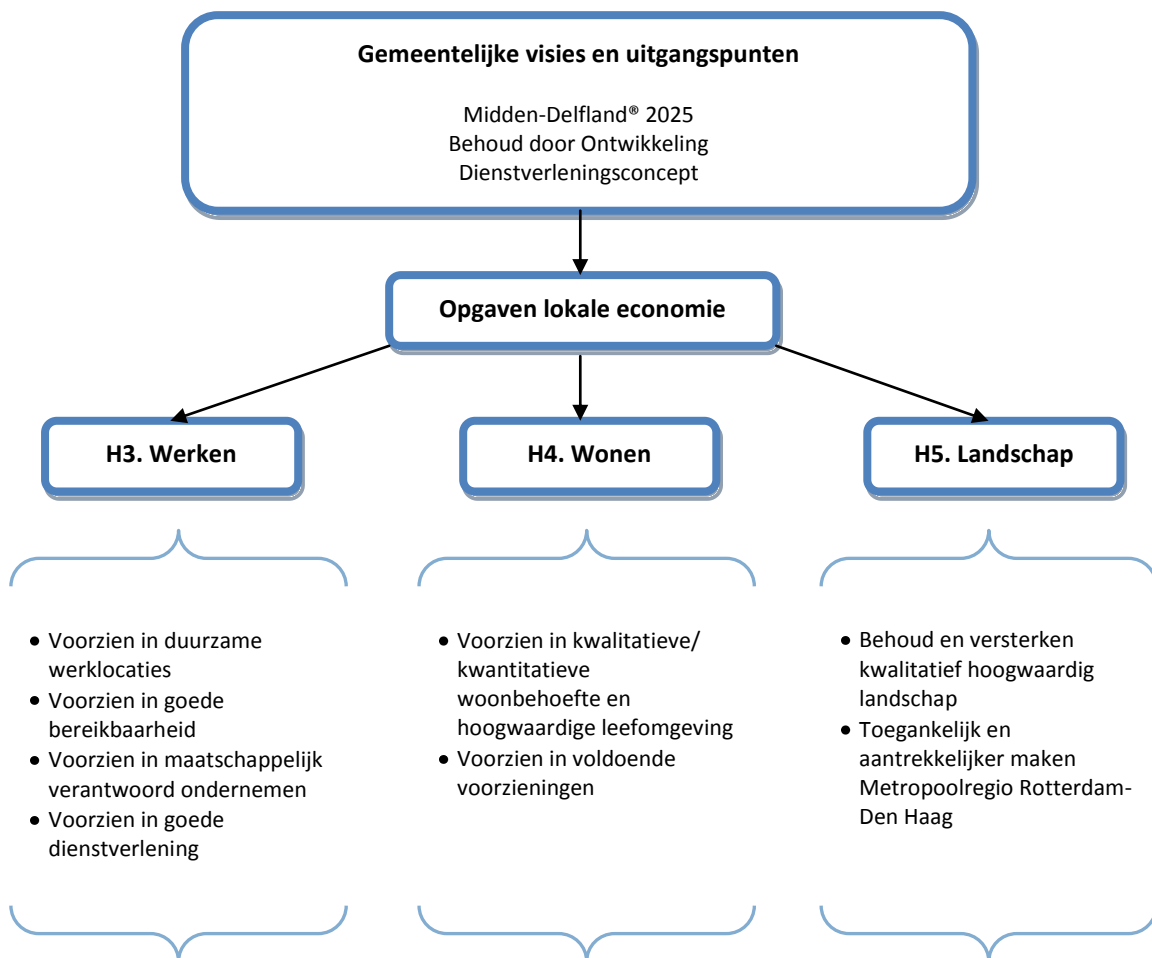 Gemeentelijke visies en uitgangspunten
Midden-Delfland® 2025
Behoud door Ontwikkeling
Dienstverleningsconcept
Opgaven lokale economie
H3. Werken
H4. Wonen
H5. Landschap
• Voorzien in duurzame
werklocaties
• Voorzien in goede
bereikbaarheid
• Voorzien in maatschappelijk
verantwoord ondernemen
• Voorzien in goede
dienstverlening
• Voorzien in kwalitatieve/
kwantitatieve
woonbehoefte en
hoogwaardige leefomgeving
• Voorzien in voldoende
voorzieningen
• Behoud en versterken
kwalitatief hoogwaardig
landschap
• Toegankelijk en
aantrekkelijker maken
Metropoolregio Rotterdam-
Den Haag